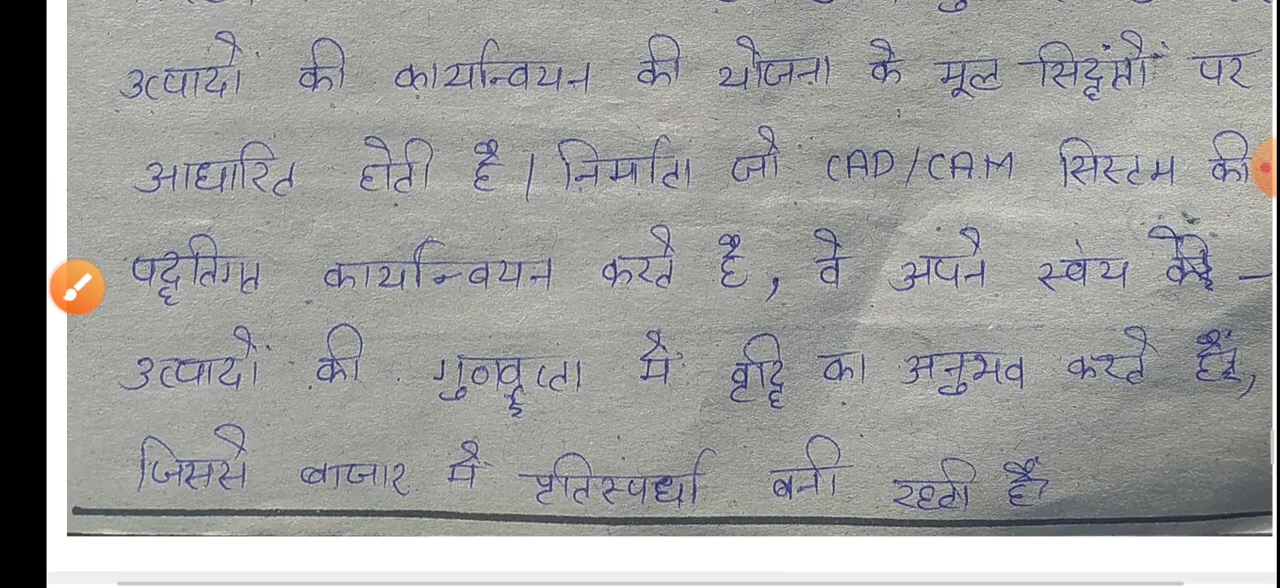 उत्पादों की कार्यान्वियन की योजना के मूल सिद्धांतों पर
आधारित होती है। निर्माता जो CAD/CAM सिस्टम की
पद्धतिगत कार्यान्वियन करते है, वे अपने स्वंय के -
उत्पादों की गुणवत्ता में वृद्धि का अनुभव करते हैं,
जिससे बाजार में प्रतिस्पर्धा बनी रहती है